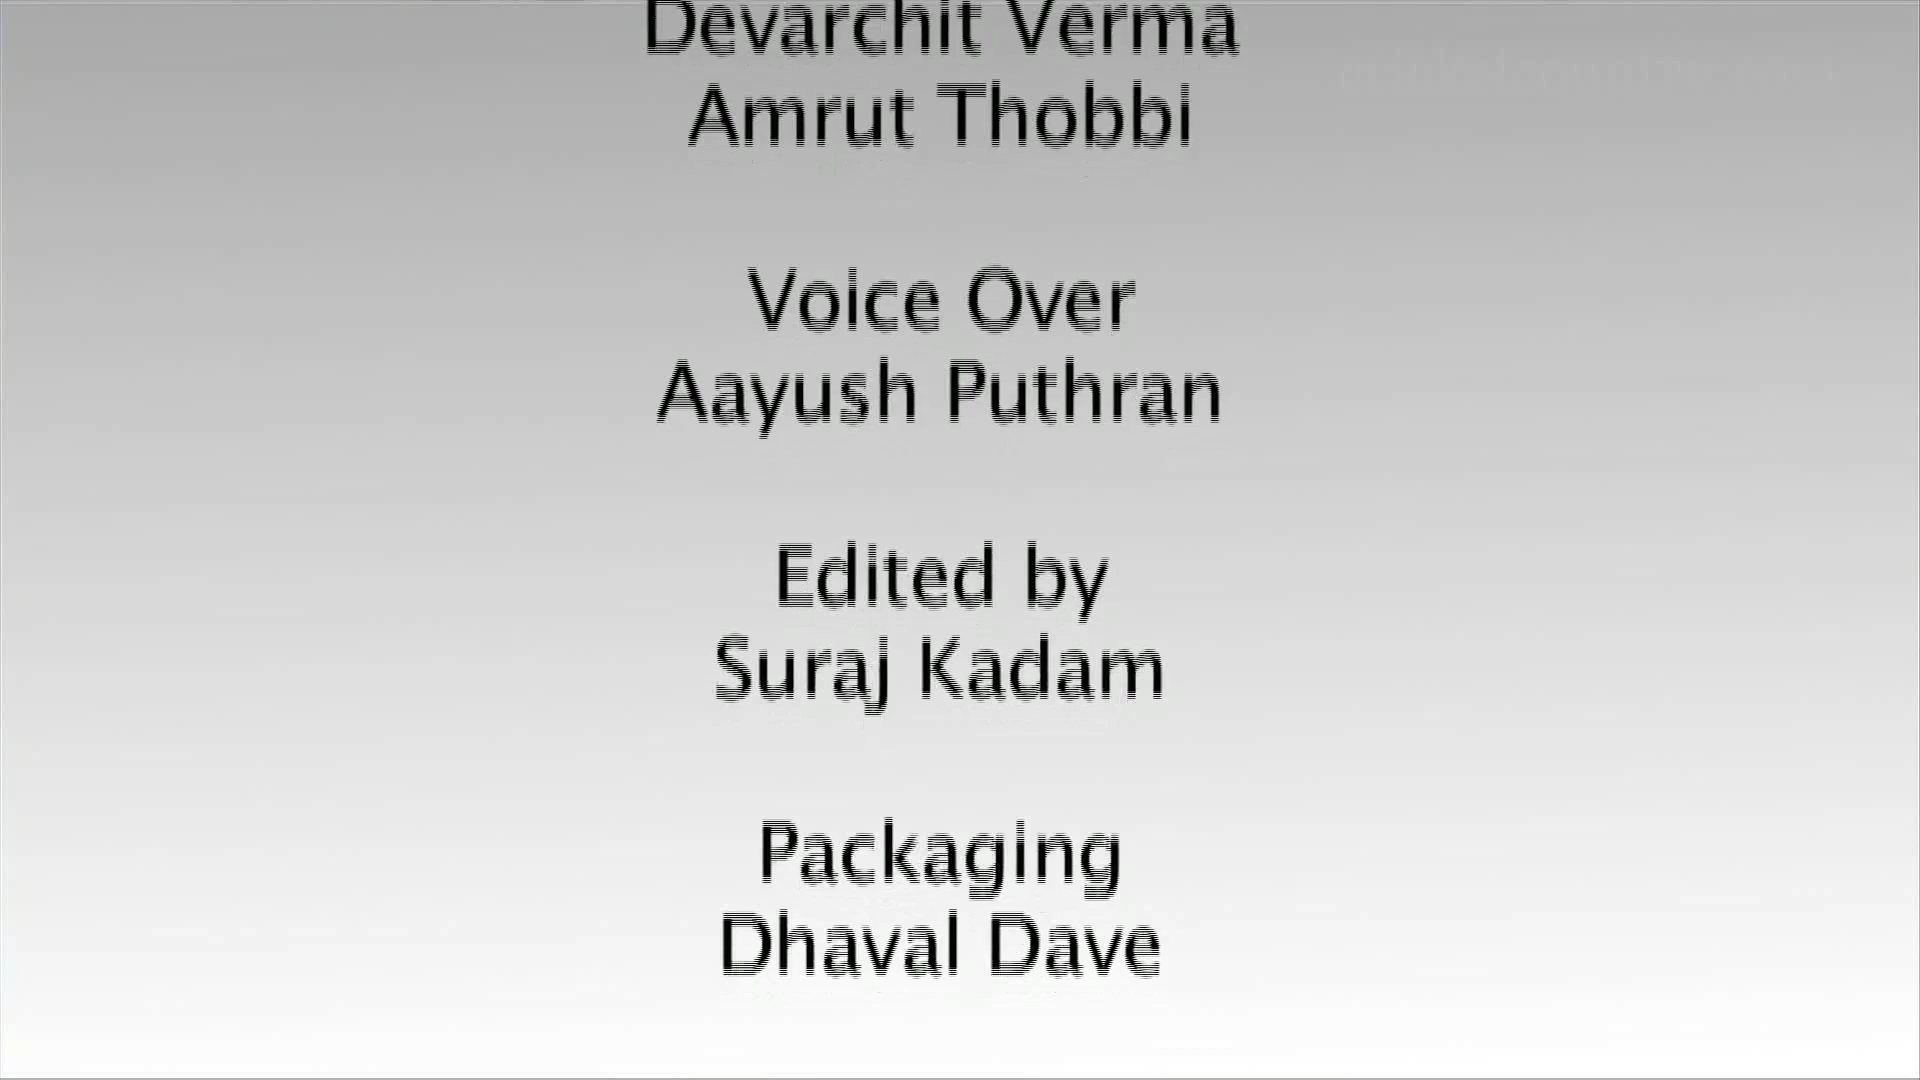 Devarchit Verma
Amrut Thobbi
Voice Over
Aayush Puthran
Edited by
Suraj Kadam
Packaging
Dhaval Dave